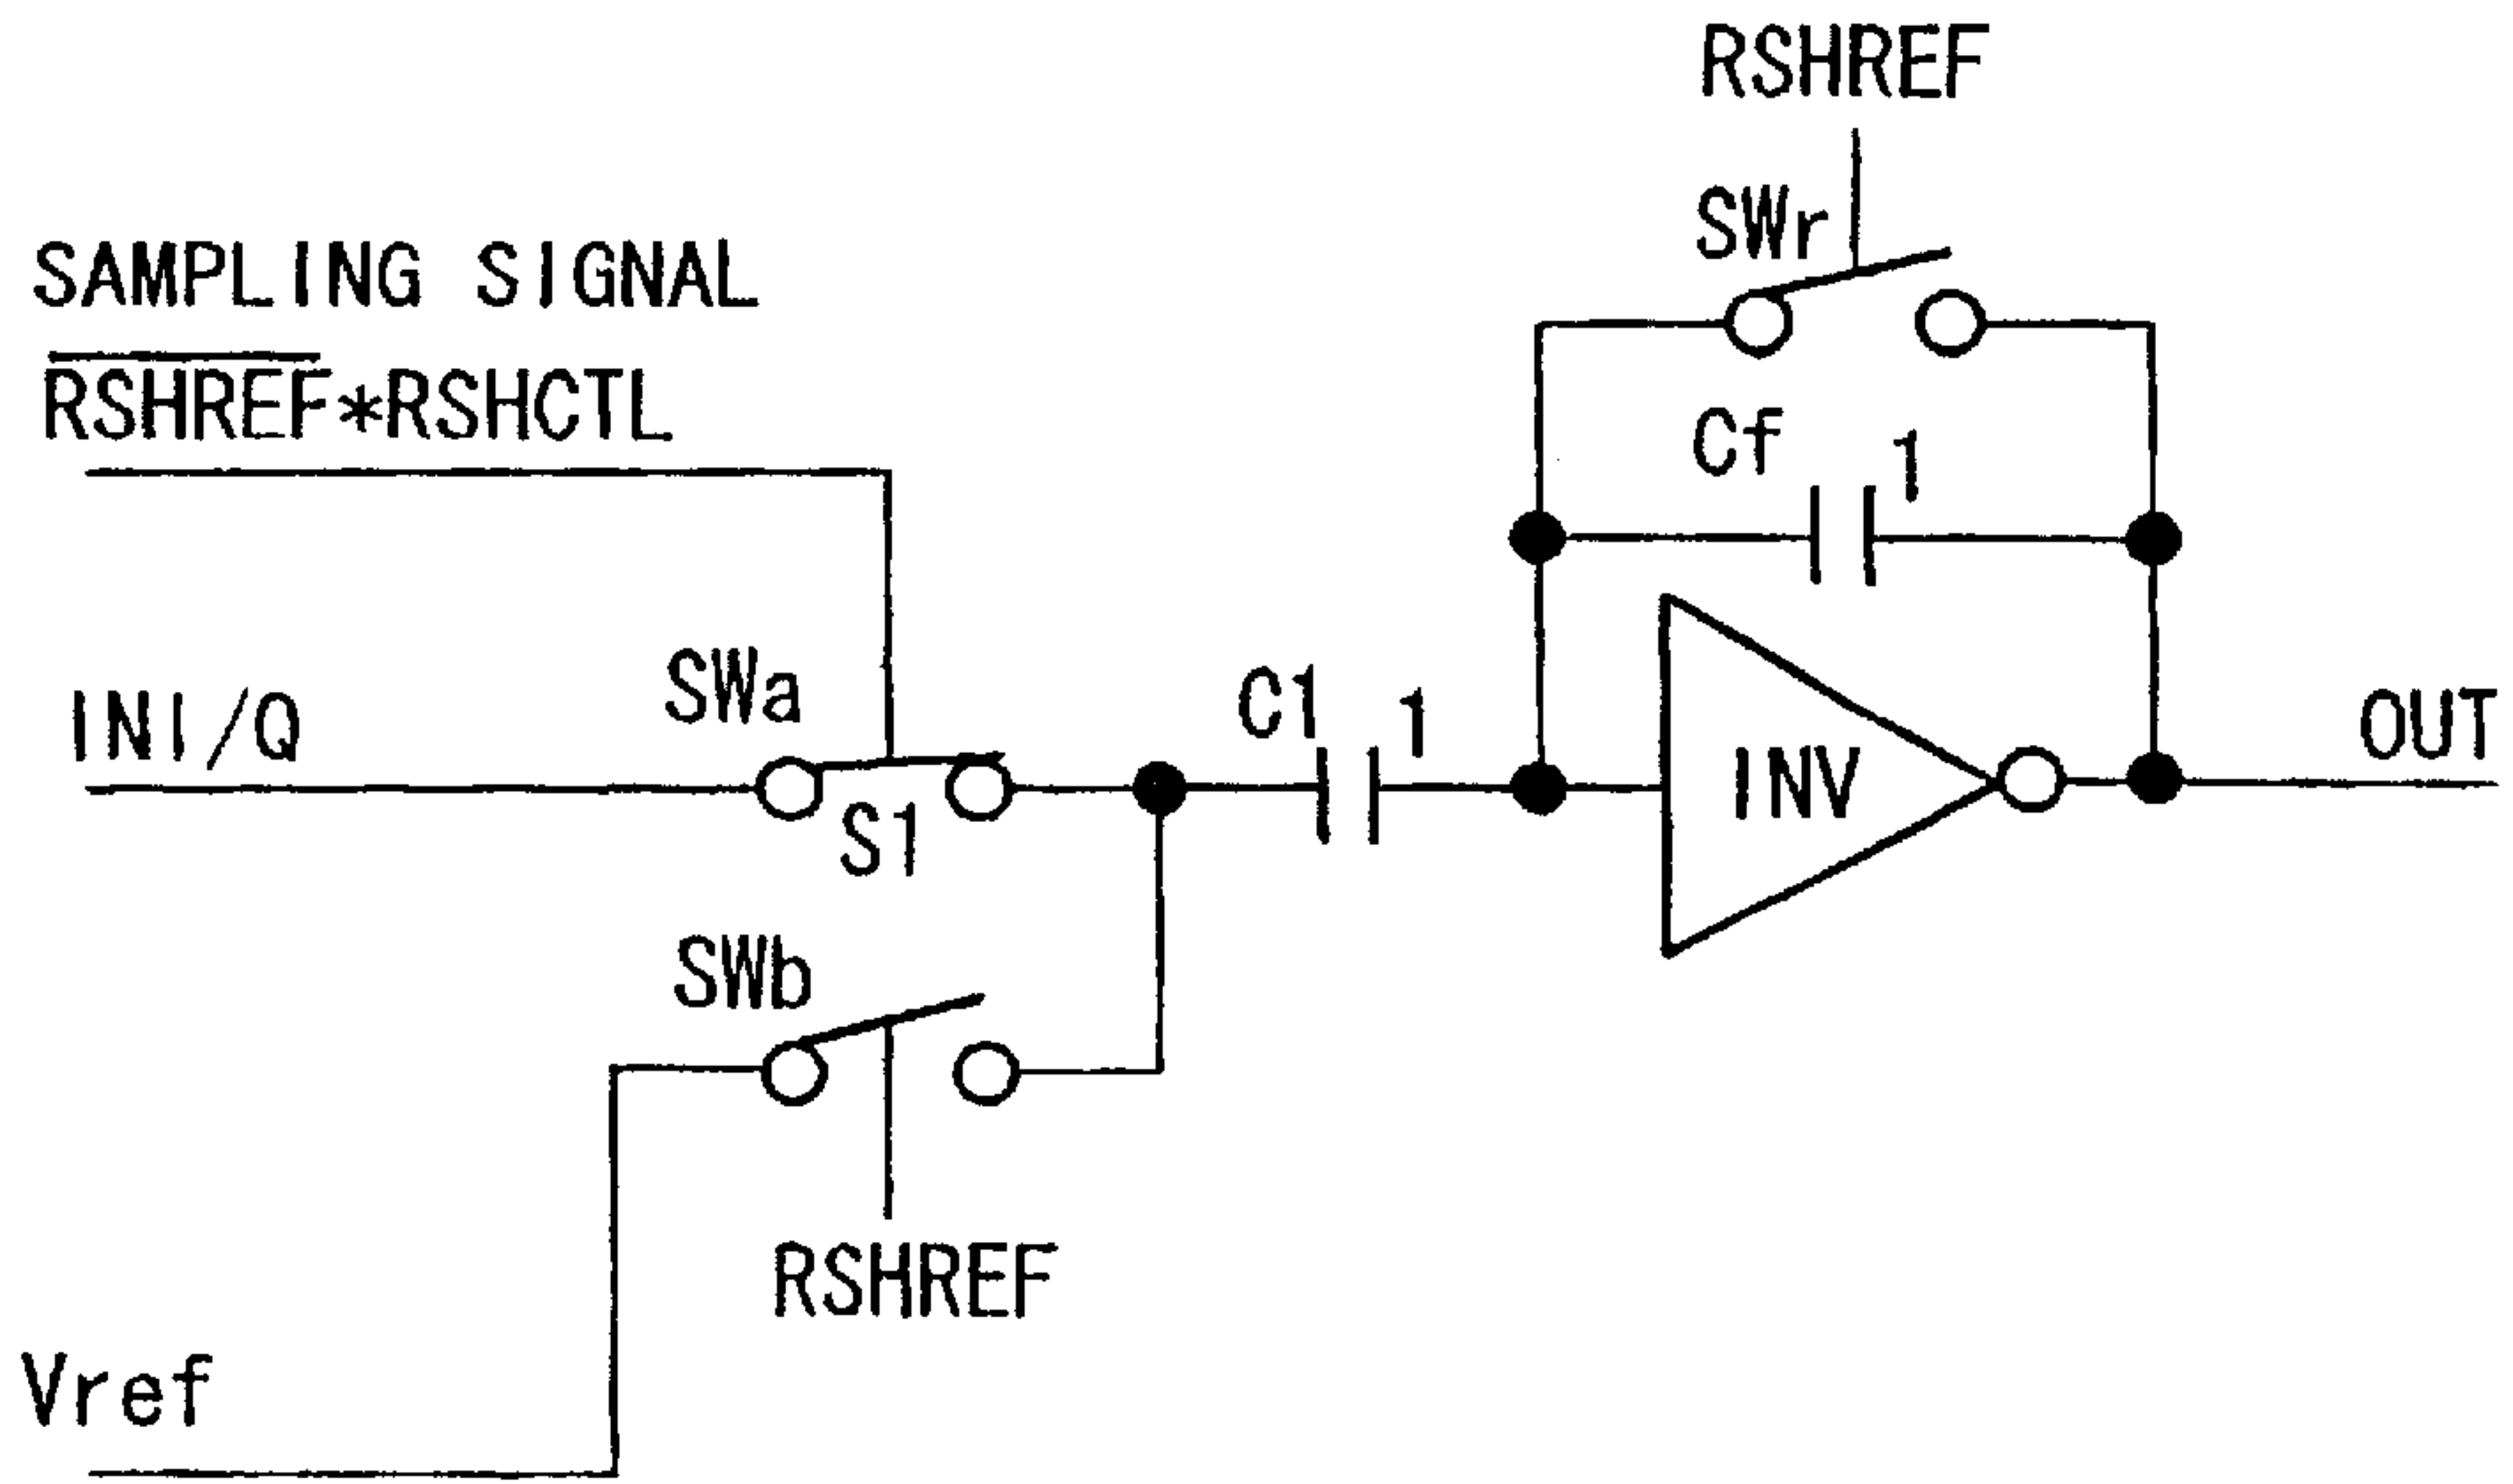 RSHREF
SWr
SAMPLING SIGNAL
RSHREF*RSHCTL
Cf
1
SWa
INI/Q
C1
1
INV
OUT
S1
SWb
RSHREF
Vref